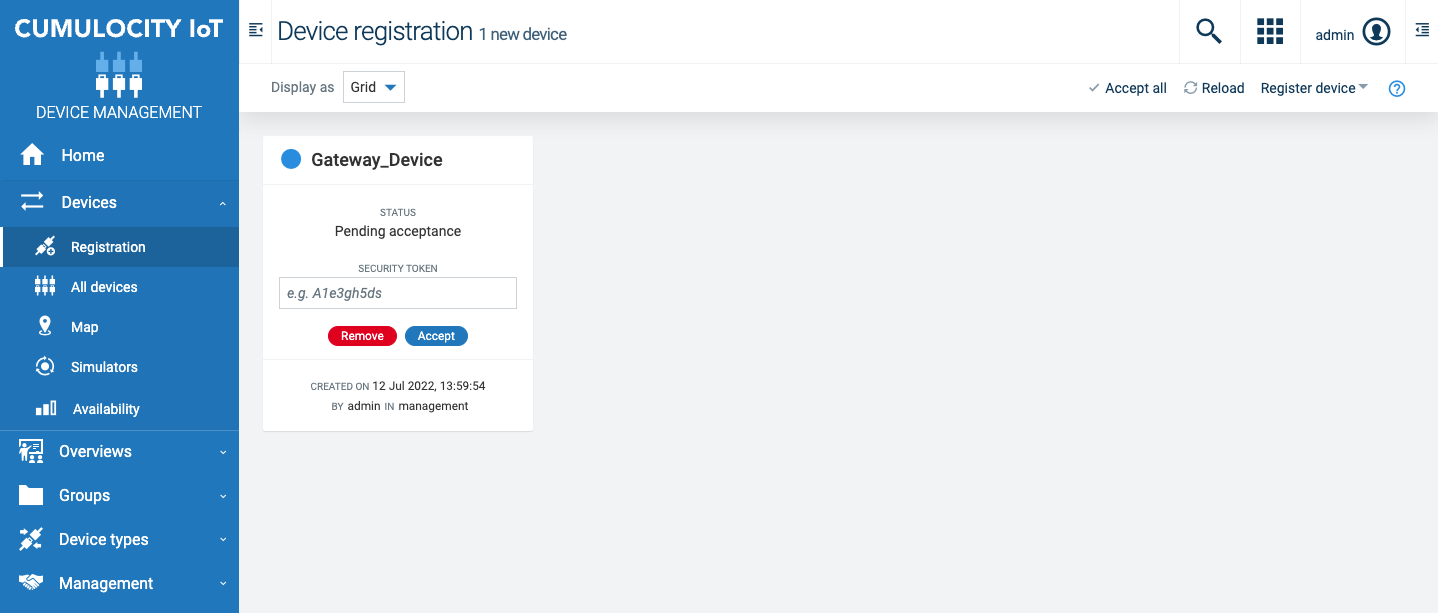 CUMULOCITY IoT
DEVICE MANAGEMENT
Home
Devices
Registration
All devices
Map
Simulators
Availability
Overviews
Groups
Device types
Management
Device registration 1 new device
admin
Display as Grid
Accept all Reload Register device ?
Gateway_Device
STATUS
Pending acceptance
SECURITY TOKEN
e.g. A1e3gh5ds
Remove Accept
CREATED ON 12 Jul 2022, 13:59:54
BY admin IN management